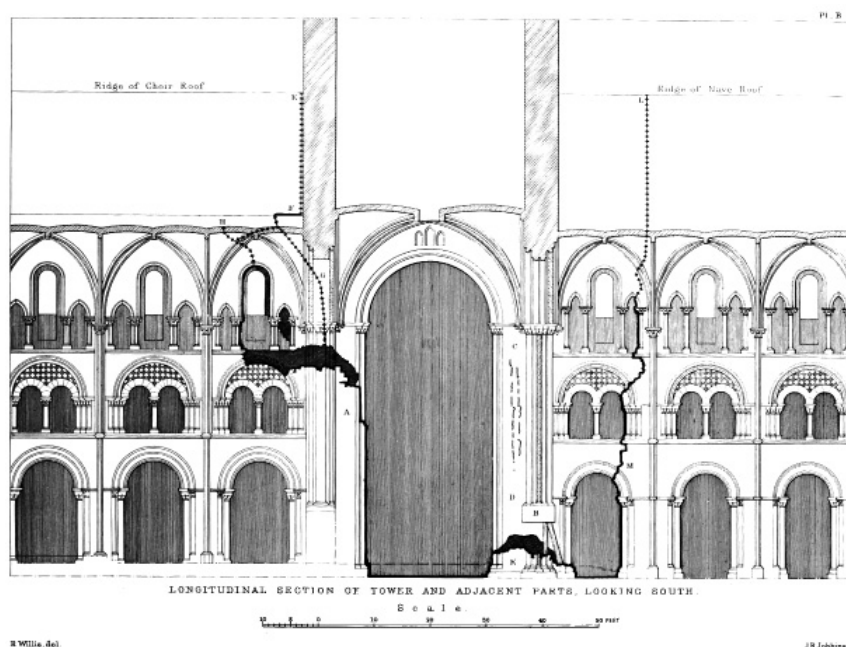 Pl. B
Ridge of Choir Roof
Ridge of Nave Roof
E
L
F
H
G
C
A
M
D
B
K
LONGITUDINAL SECTION OF TOWER AND ADJACENT PARTS, LOOKING SOUTH.
Scale.
10 5 0 10 20 30 40 50 FEET
R Willis. del.